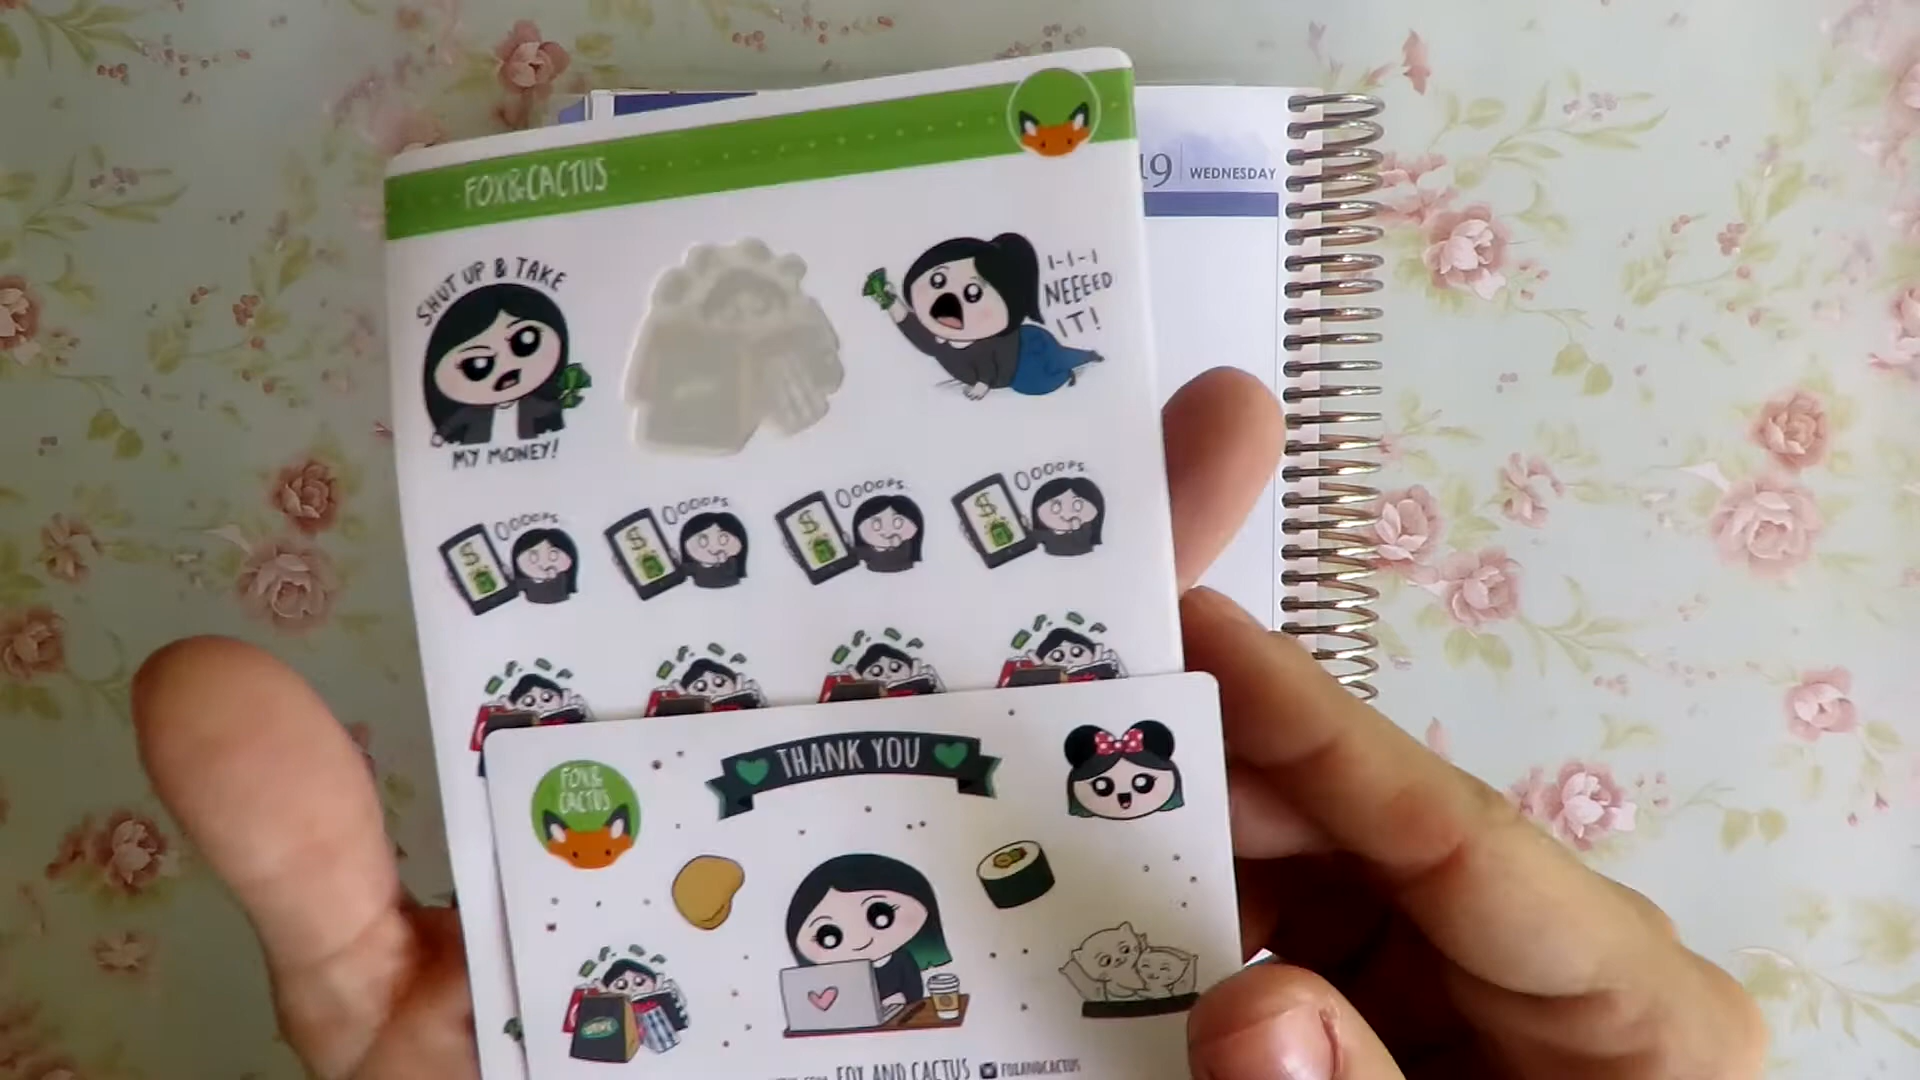 FOX&CACTUS
19 WEDNESDAY
SHUT UP & TAKE
MY MONEY!
I-I-I
NEEEED
IT!
OOOOPS
OOOOPS
OOOOPS
OOOOPS
$
$
$
$
THANK YOU
FOX&
CACTUS
FOX AND CACTUS
FOXANDCACTUS